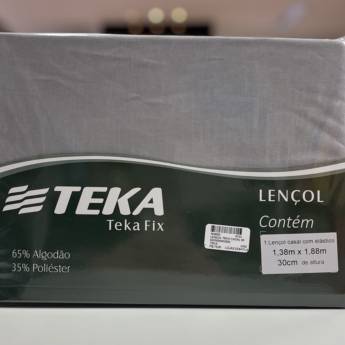 TEKA
Teka Fix
65% Algodão
35% Poliéster
LENÇOL
Contém
1 Lençol casal com elástico
1,38m x 1,88m
30cm de altura